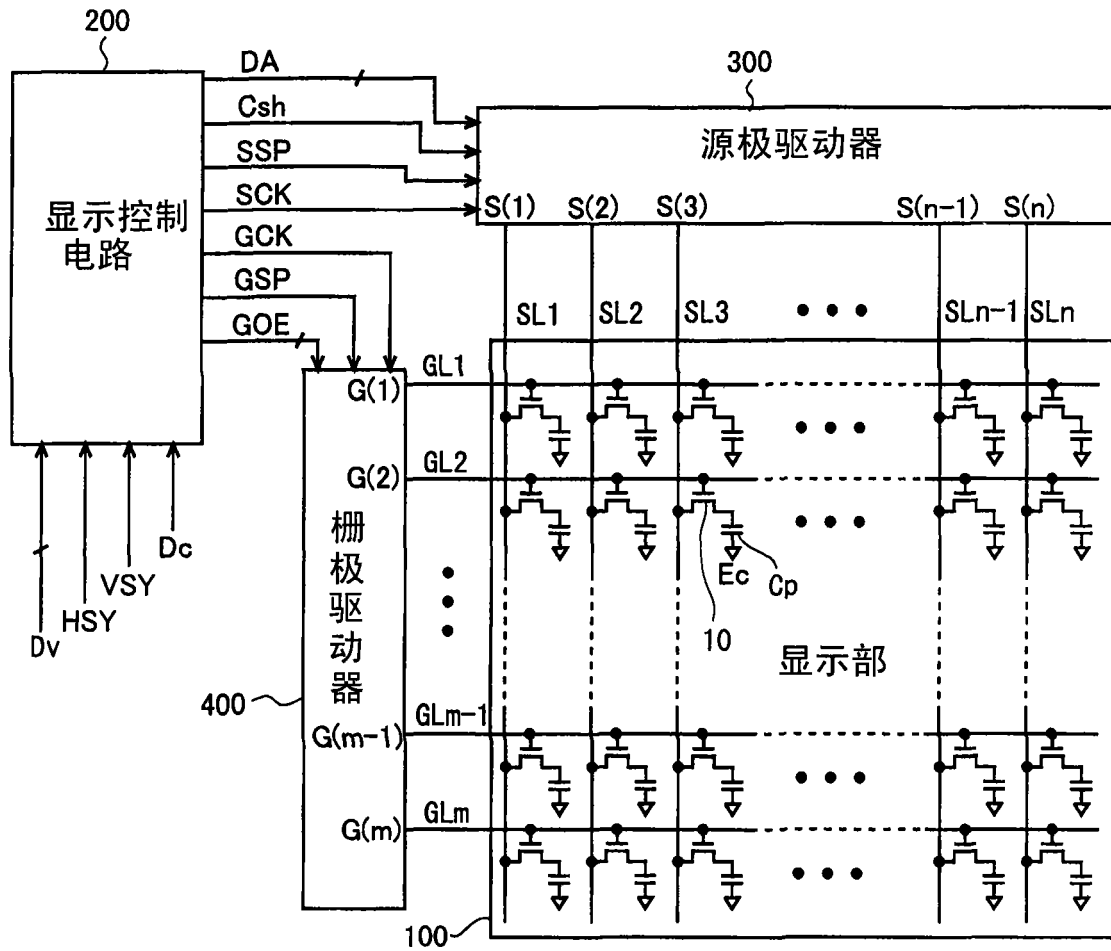 200
DA
Csh
SSP
SCK
GCK
GSP
GOE
显示控制
电路
300
源极驱动器
S(1)
S(2)
S(3)
S(n-1)
S(n)
SL1
SL2
SL3
SLn-1
SLn
G(1)
GL1
G(2)
GL2
栅极驱动器
Dv
HSY
VSY
Dc
Ec
Cp
10
显示部
400
G(m-1)
GLm-1
G(m)
GLm
100